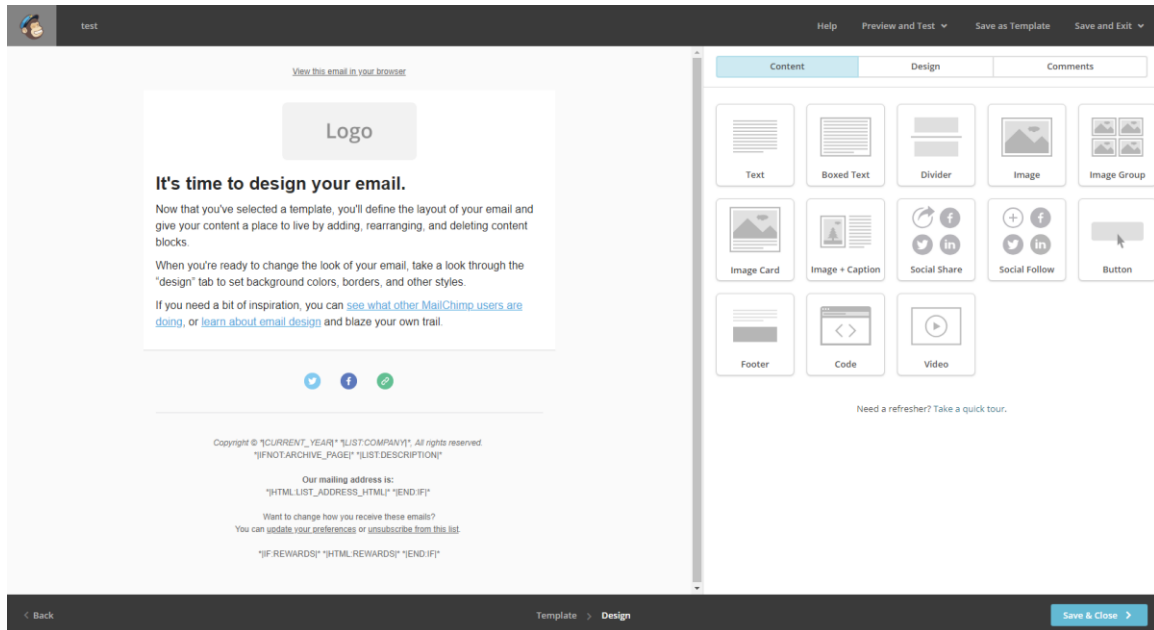 test
Help
Preview and Test
Save as Template
Save and Exit
View this email in your browser
Logo
It's time to design your email.
Now that you've selected a template, you'll define the layout of your email and
give your content a place to live by adding, rearranging, and deleting content
blocks.
When you're ready to change the look of your email, take a look through the
"design" tab to set background colors, borders, and other styles.
If you need a bit of inspiration, you can see what other MailChimp users are
doing, or learn about email design and blaze your own trail.
Copyright © *|CURRENT_YEAR|* *|LIST:COMPANY|*, All rights reserved.
*|IFNOT:ARCHIVE_PAGE|* *|LIST:DESCRIPTION|*
Our mailing address is:
*|HTML:LIST_ADDRESS_HTML|* *|END:IF|*
Want to change how you receive these emails?
You can update your preferences or unsubscribe from this list.
*|IF:REWARDS|* *|HTML:REWARDS|* *|END:IF|*
Content
Design
Comments
Text
Boxed Text
Divider
Image
Image Group
Image Card
Image + Caption
Social Share
Social Follow
Button
Footer
Code
Video
Need a refresher? Take a quick tour.
< Back
Template > Design
Save & Close >